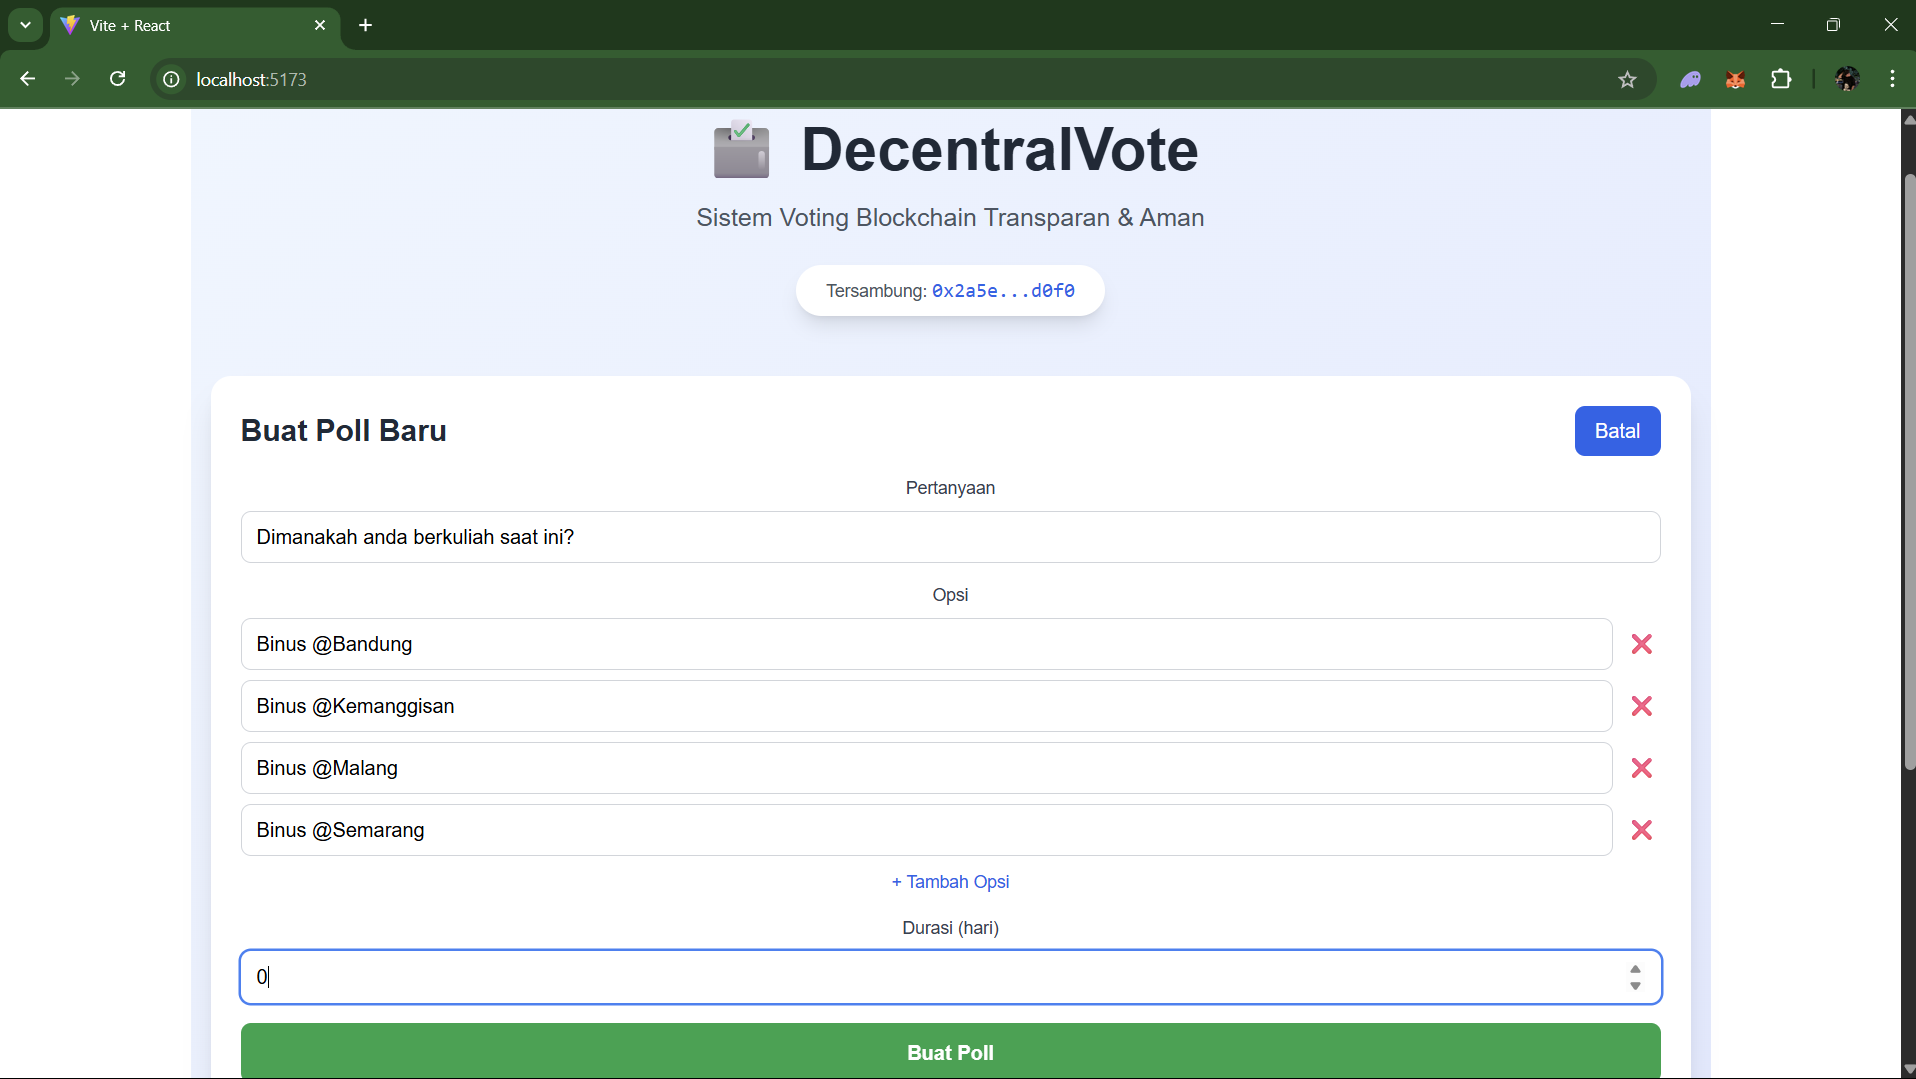 Vite + React
localhost:5173
DecentralVote
Sistem Voting Blockchain Transparan & Aman
Tersambung: 0x2a5e...d0f0
Buat Poll Baru
Batal
Pertanyaan
Dimanakah anda berkuliah saat ini?
Opsi
Binus @Bandung
Binus @Kemanggisan
Binus @Malang
Binus @Semarang
+ Tambah Opsi
Durasi (hari)
0
Buat Poll